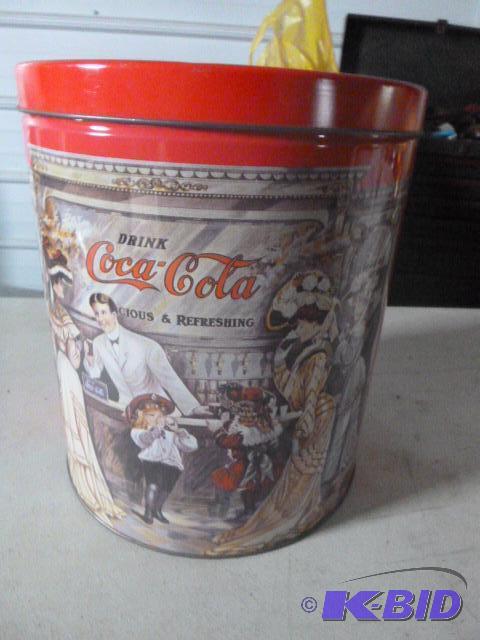 DRINK
Coca-Cola
CIOUS & REFRESHING
© K-BID